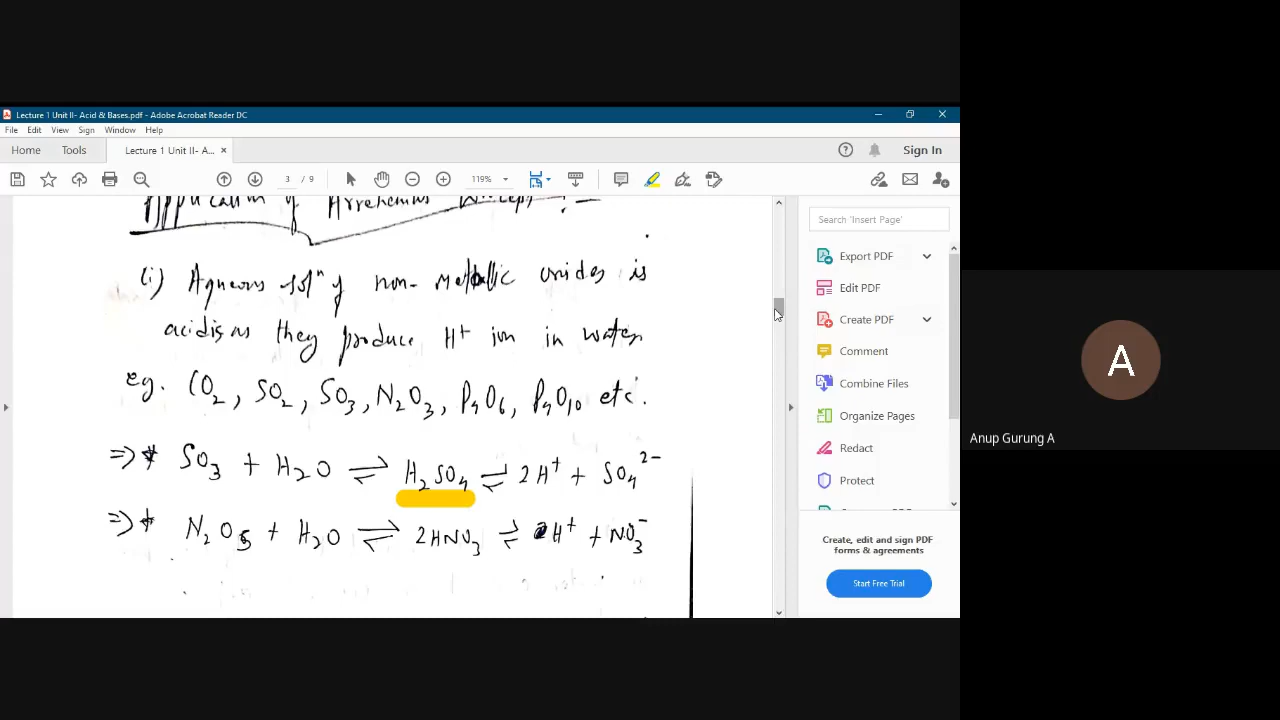 Lecture 1 Unit II- Acid & Bases.pdf - Adobe Acrobat Reader DC
File Edit View Sign Window Help
Home Tools Lecture 1 Unit II- A... × Sign In
3 / 9 119%
of Arrehenius Concept :-
(i) Aqueous solⁿ of non-metallic oxides is
acidic as they produce H⁺ ion in water
eg. CO₂, SO₂, SO₃, N₂O₃, P₄O₆, P₄O₁₀ etc.
=> * SO₃ + H₂O ⇌ H₂SO₄ ⇌ 2H⁺ + SO₄²⁻
=> * N₂O₅ + H₂O ⇌ 2HNO₃ ⇌ 2H⁺ + NO₃⁻
Search 'Insert Page'
Export PDF
Edit PDF
Create PDF
Comment
Combine Files
Organize Pages
Redact
Protect
Create, edit and sign PDF
forms & agreements
Start Free Trial
A
Anup Gurung A